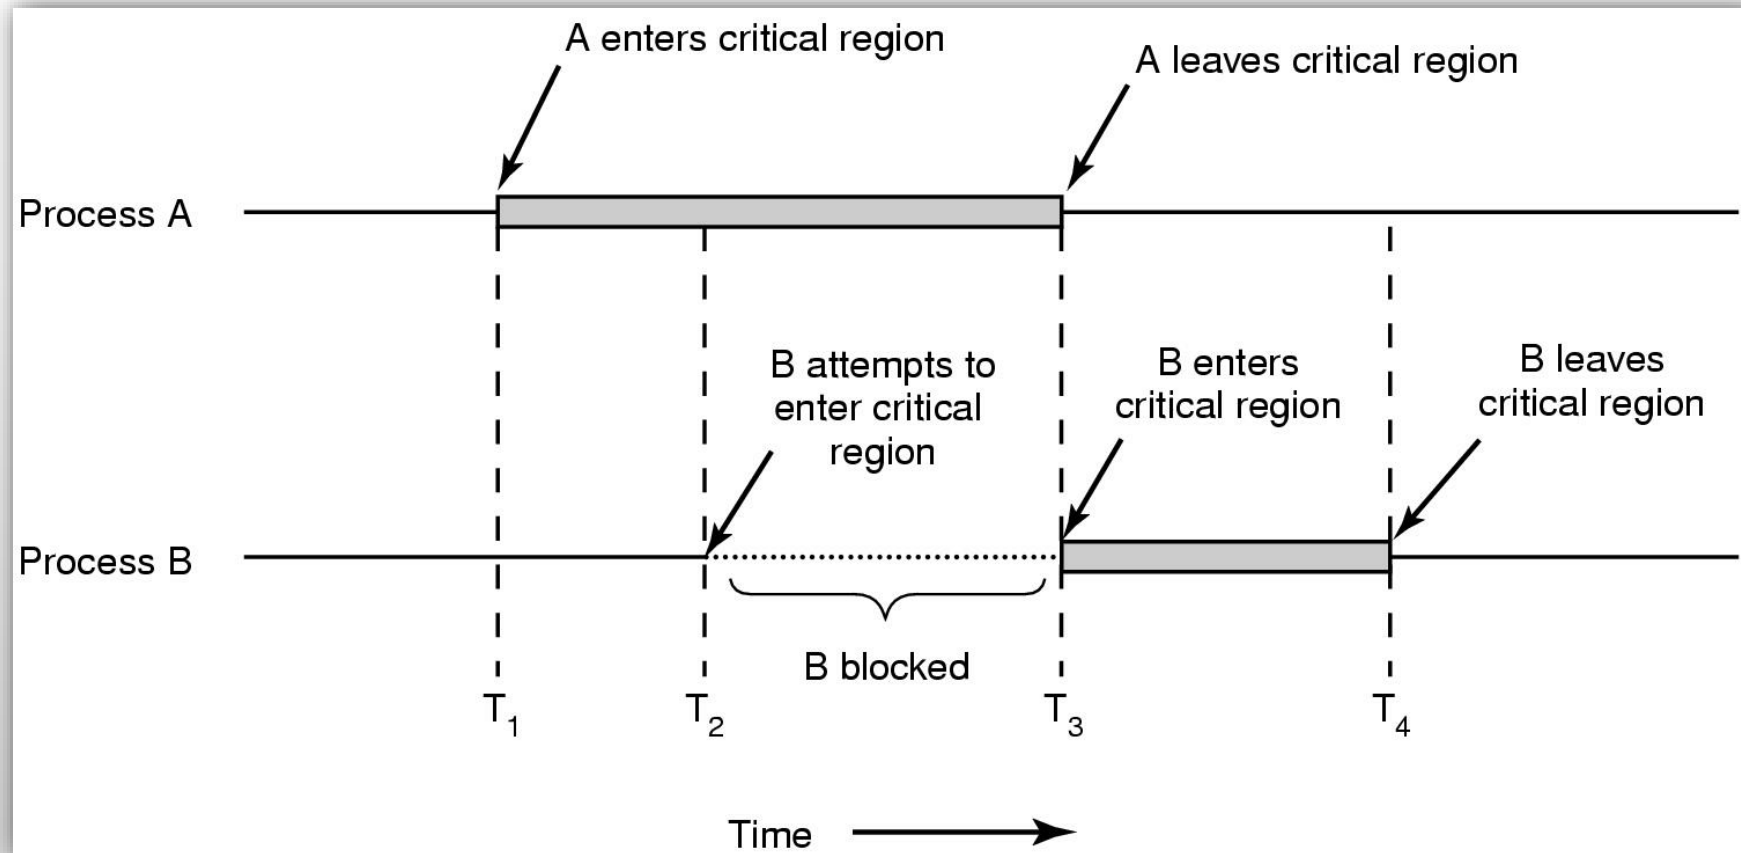 A enters critical region
A leaves critical region
Process A
B attempts to
enter critical
region
B enters
critical region
B leaves
critical region
Process B
B blocked
T1
T2
T3
T4
Time